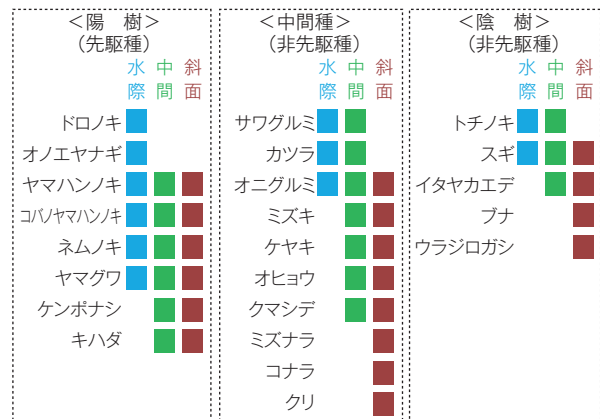 ＜陽　樹＞
（先駆種）
水際 中間 斜面
ドロノキ
オノエヤナギ
ヤマハンノキ
コバノヤマハンノキ
ネムノキ
ヤマグワ
ケンポナシ
キハダ
＜中間種＞
（非先駆種）
水際 中間 斜面
サワグルミ
カツラ
オニグルミ
ミズキ
ケヤキ
オヒョウ
クマシデ
ミズナラ
コナラ
クリ
＜陰　樹＞
（非先駆種）
水際 中間 斜面
トチノキ
スギ
イタヤカエデ
ブナ
ウラジロガシ